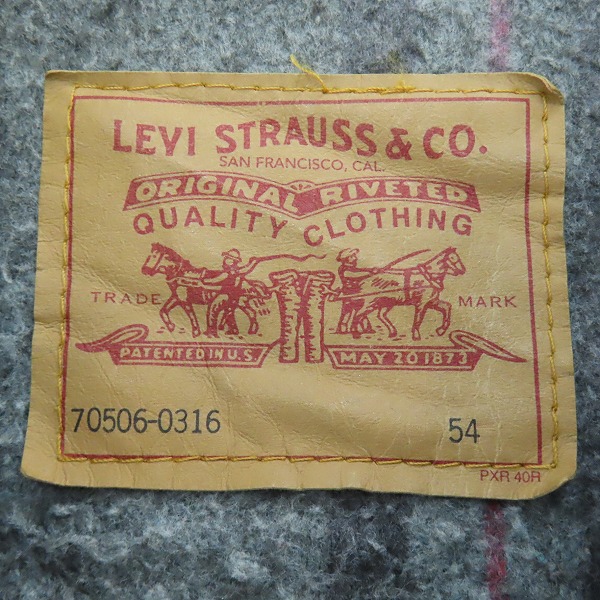 LEVI STRAUSS & CO.
SAN FRANCISCO, CAL.
ORIGINAL RIVETED
QUALITY CLOTHING
TRADE MARK
PATENTED IN U.S. MAY 20 1873
70506-0316 54
PXR 40R